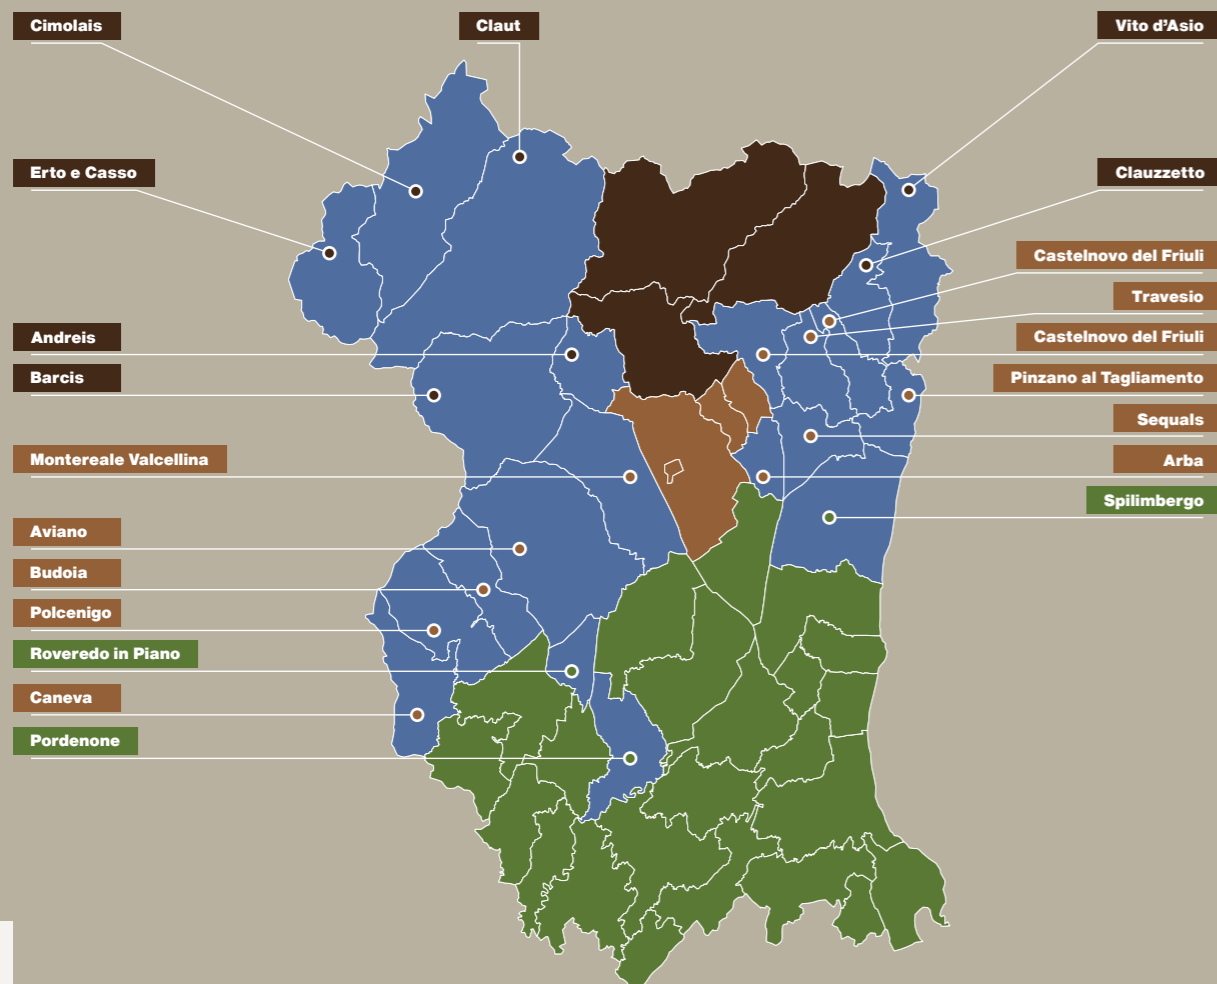 Cimolais
Claut
Vito d'Asio
Erto e Casso
Clauzzetto
Castelnovo del Friuli
Travesio
Andreis
Castelnovo del Friuli
Barcis
Pinzano al Tagliamento
Sequals
Montereale Valcellina
Arba
Spilimbergo
Aviano
Budoia
Polcenigo
Roveredo in Piano
Caneva
Pordenone